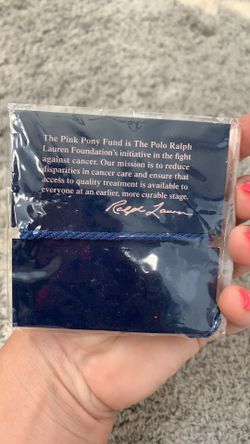 The Pink Pony Fund is The Polo Ralph
Lauren Foundation's initiative in the fight
against cancer. Our mission is to reduce
disparities in cancer care and ensure that
access to quality treatment is available to
everyone at an earlier, more curable stage.
Ralph Lauren